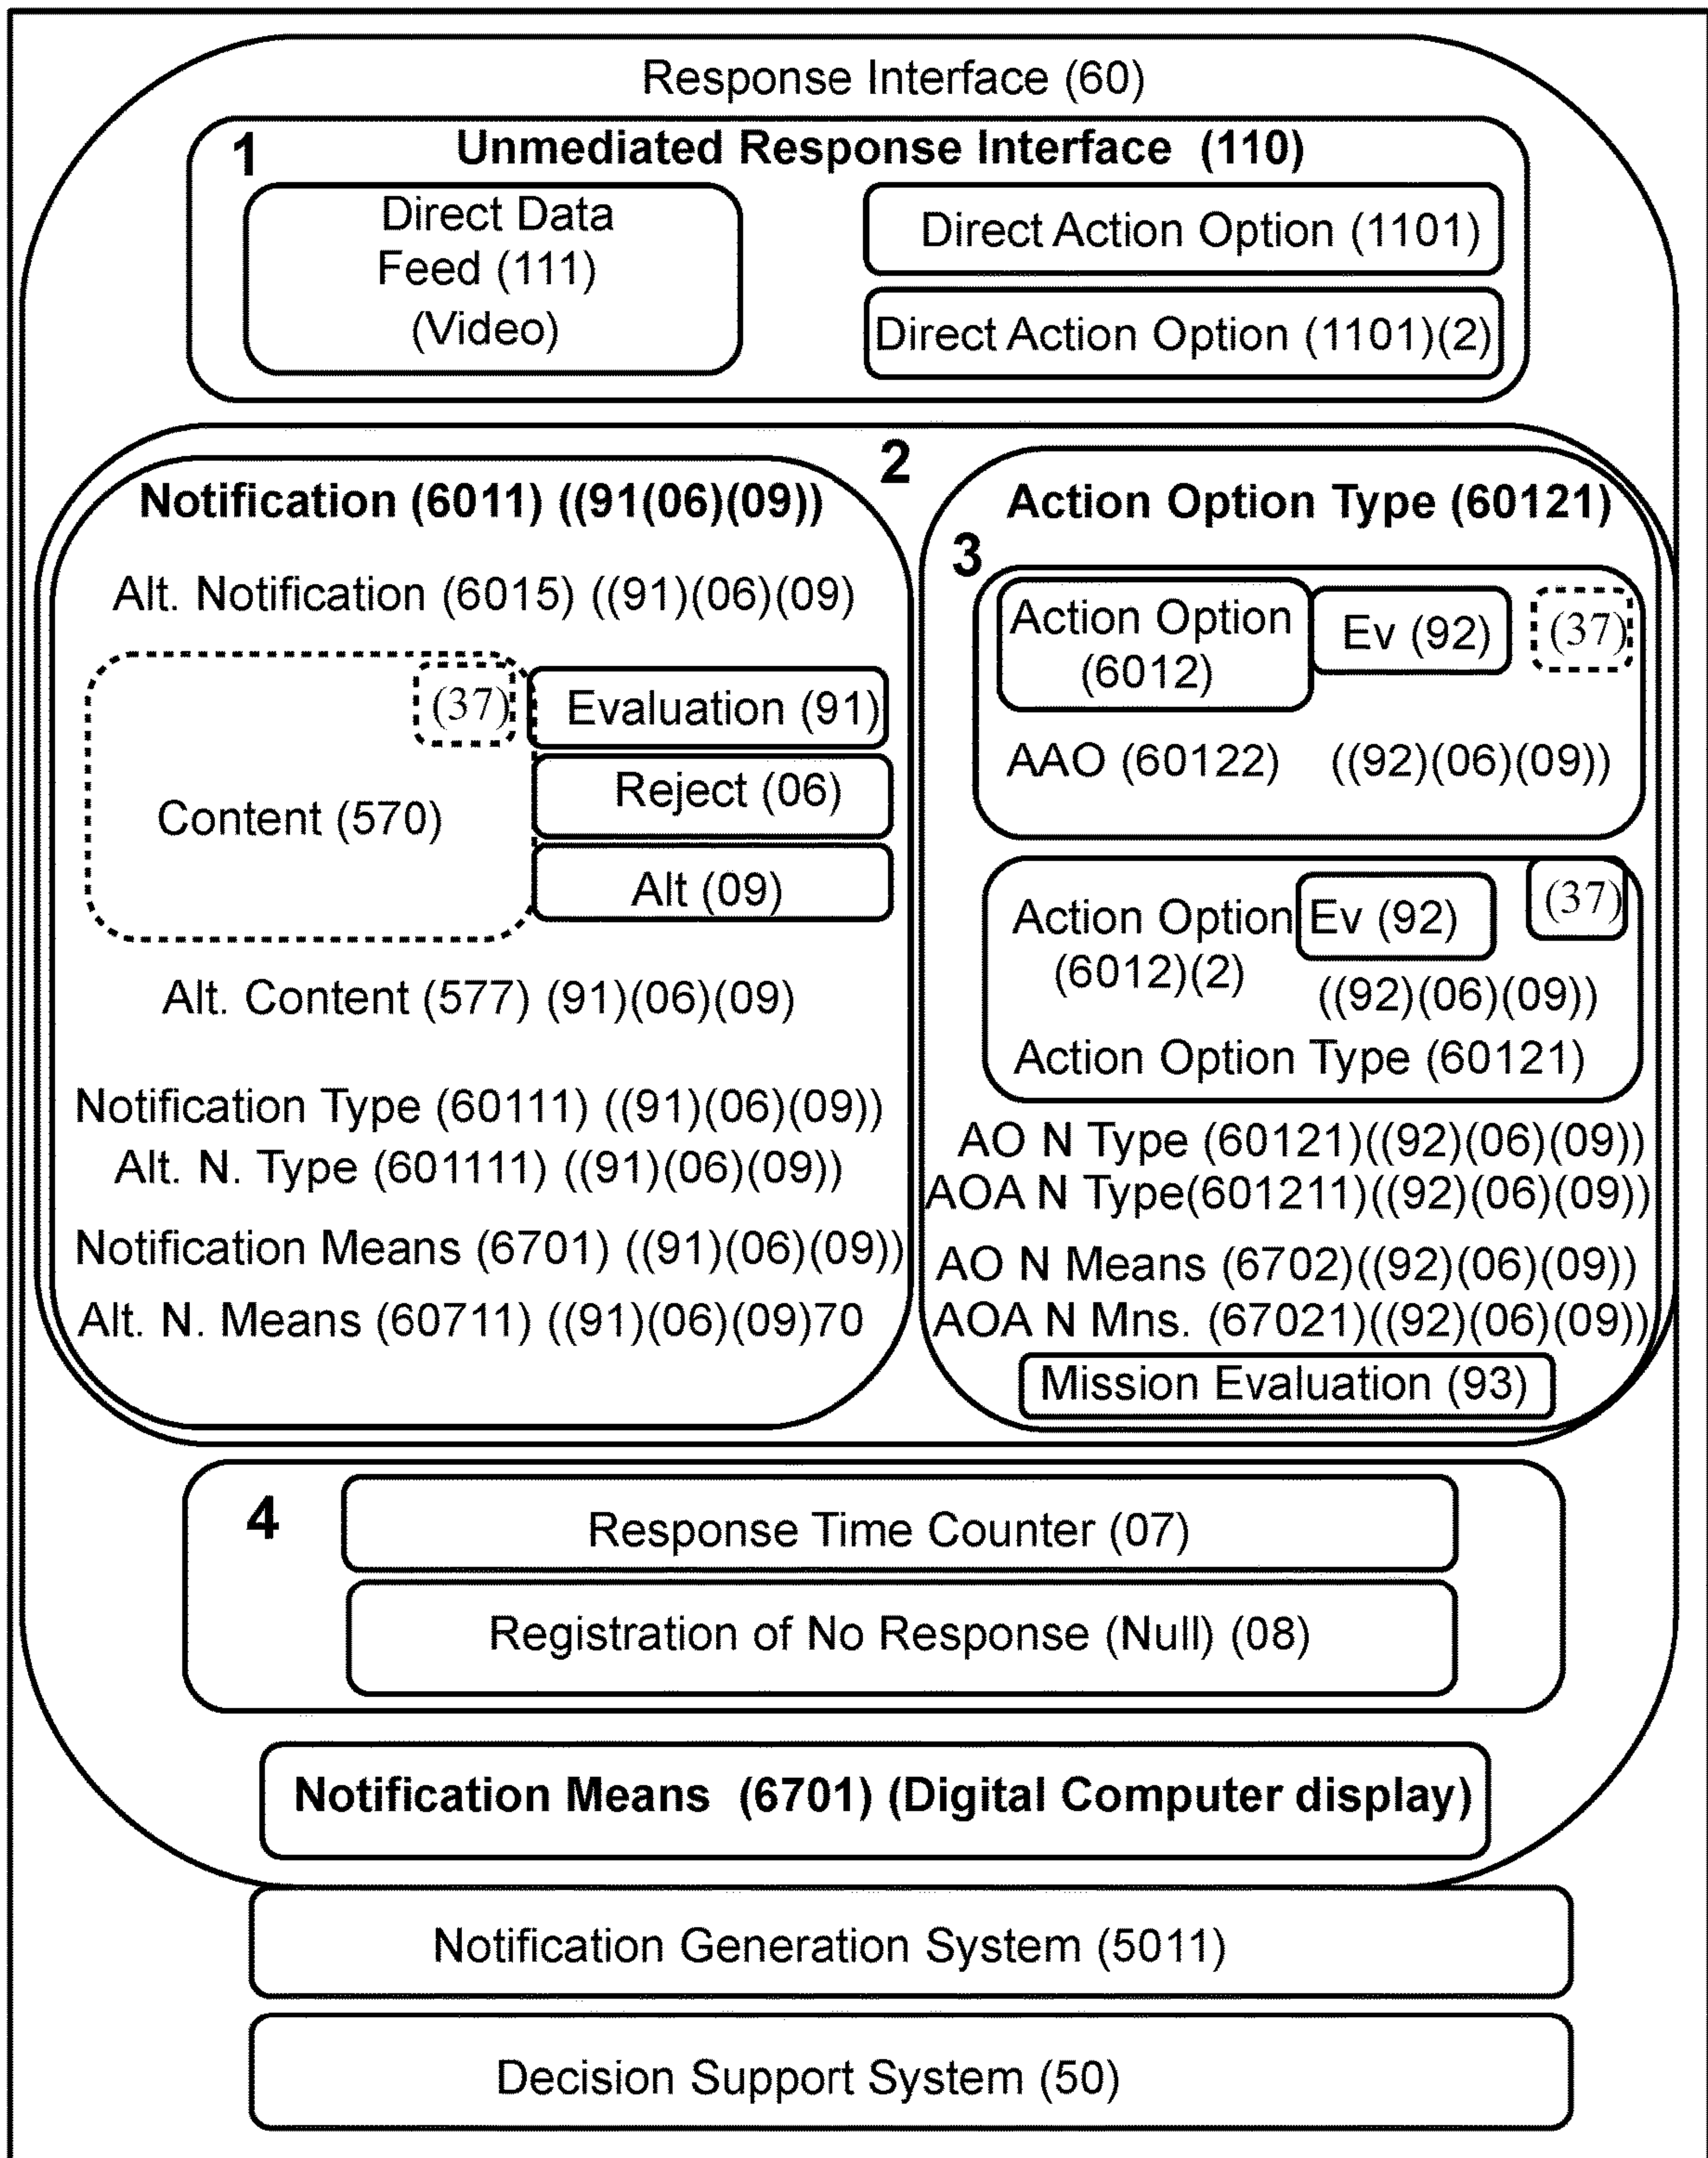 Response Interface (60)
1
Unmediated Response Interface (110)
Direct Data
Feed (111)
(Video)
Direct Action Option (1101)
Direct Action Option (1101)(2)
2
Notification (6011) ((91(06)(09))
Alt. Notification (6015) ((91)(06)(09)
(37)
Evaluation (91)
Content (570)
Reject (06)
Alt (09)
Alt. Content (577) (91)(06)(09)
Notification Type (60111) ((91)(06)(09))
Alt. N. Type (601111) ((91)(06)(09))
Notification Means (6701) ((91)(06)(09))
Alt. N. Means (60711) ((91)(06)(09)70
Action Option Type (60121)
3
Action Option
(6012)
Ev (92)
(37)
AAO (60122) ((92)(06)(09))
Action Option
(6012)(2)
Ev (92)
(37)
((92)(06)(09))
Action Option Type (60121)
AO N Type (60121)((92)(06)(09))
AOA N Type(601211)((92)(06)(09))
AO N Means (6702)((92)(06)(09))
AOA N Mns. (67021)((92)(06)(09))
Mission Evaluation (93)
4
Response Time Counter (07)
Registration of No Response (Null) (08)
Notification Means (6701) (Digital Computer display)
Notification Generation System (5011)
Decision Support System (50)